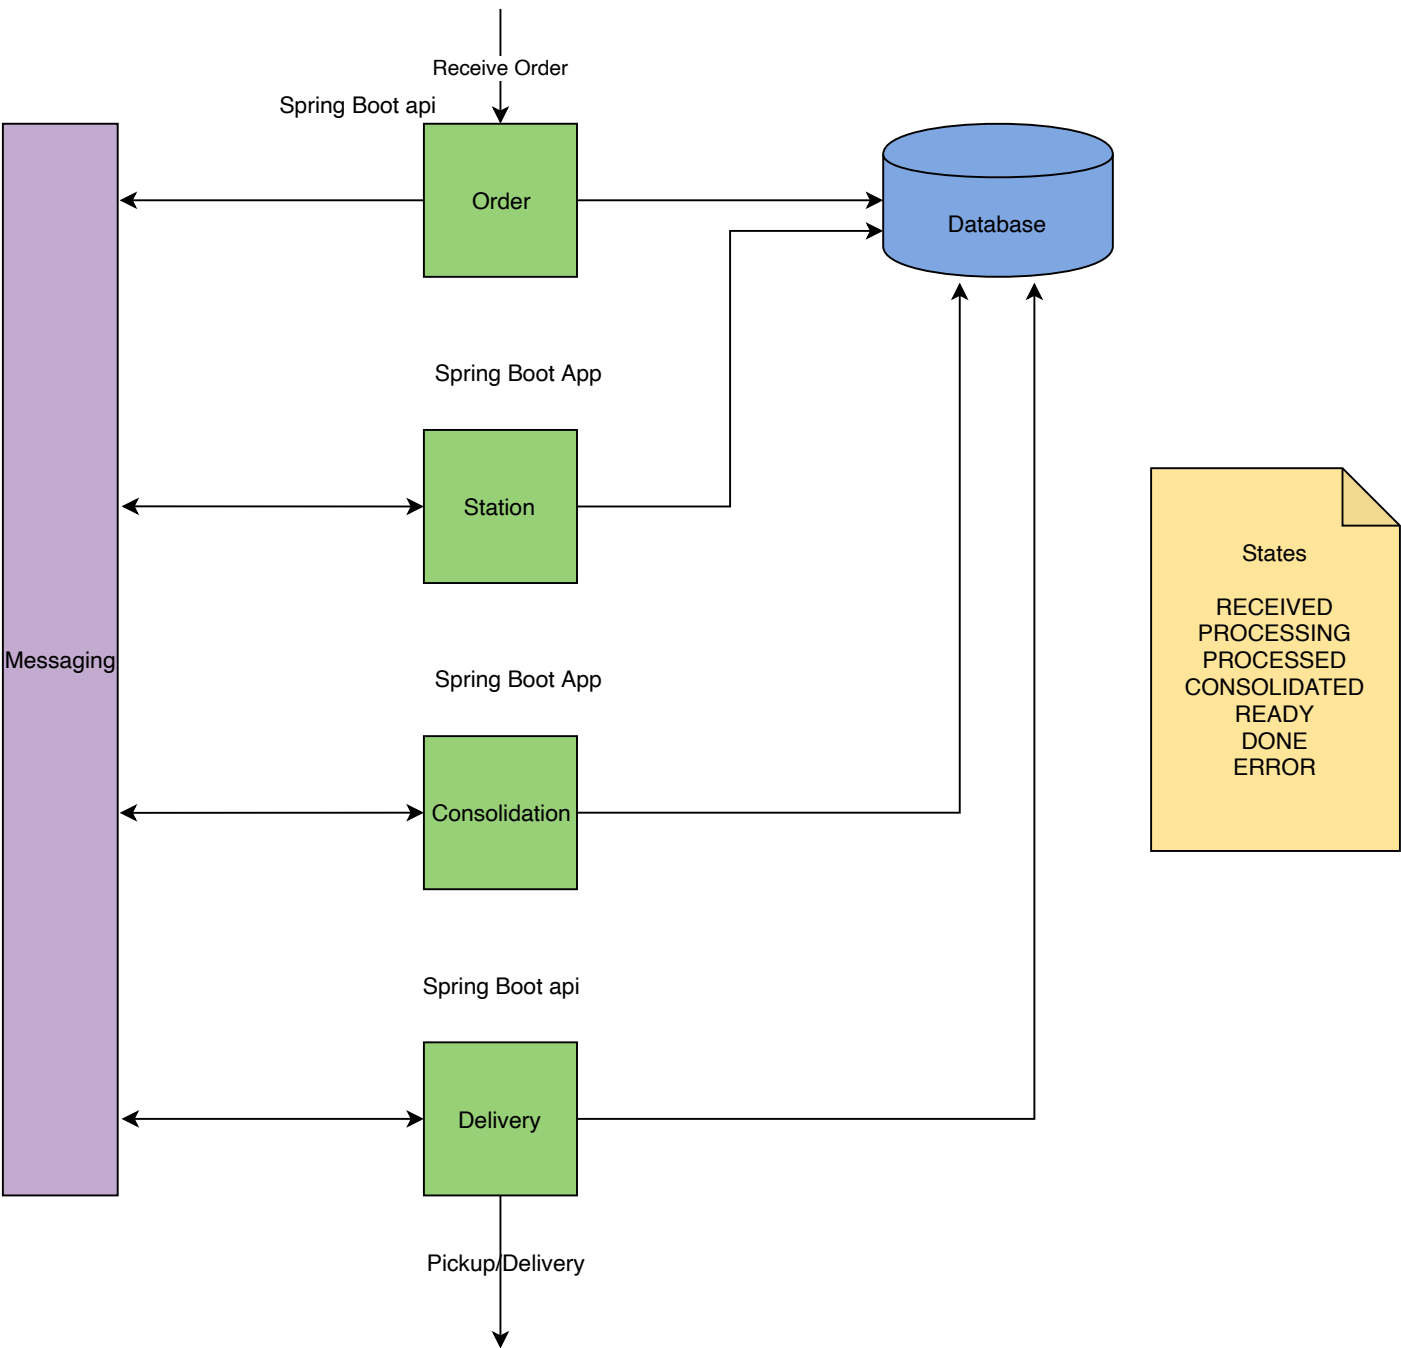 Receive Order
Spring Boot api
Order
Database
Spring Boot App
Station
States
RECEIVED
PROCESSING
PROCESSED
CONSOLIDATED
READY
DONE
ERROR
Messaging
Spring Boot App
Consolidation
Spring Boot api
Delivery
Pickup/Delivery